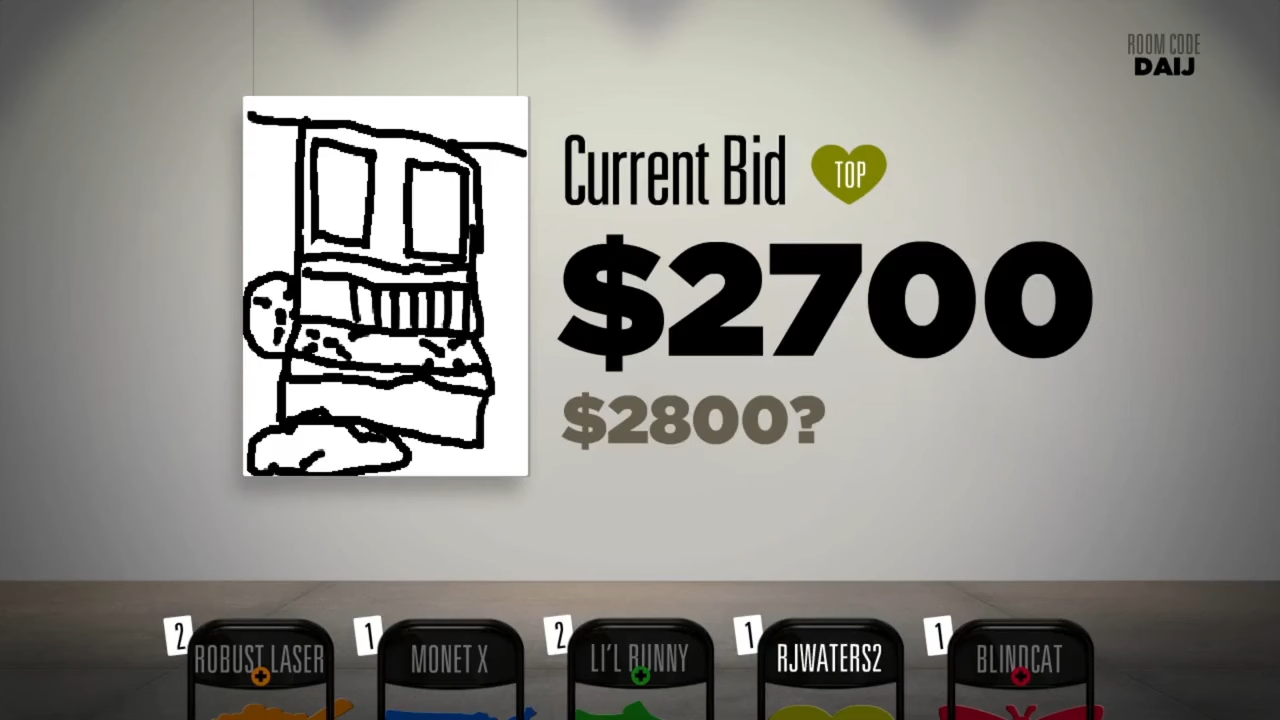 ROOM CODE
DAIJ
Current Bid
TOP
$2700
$2800?
2
ROBUST LASER
1
MONET X
2
LI'L BUNNY
1
RJWATERS2
1
BLINDCAT